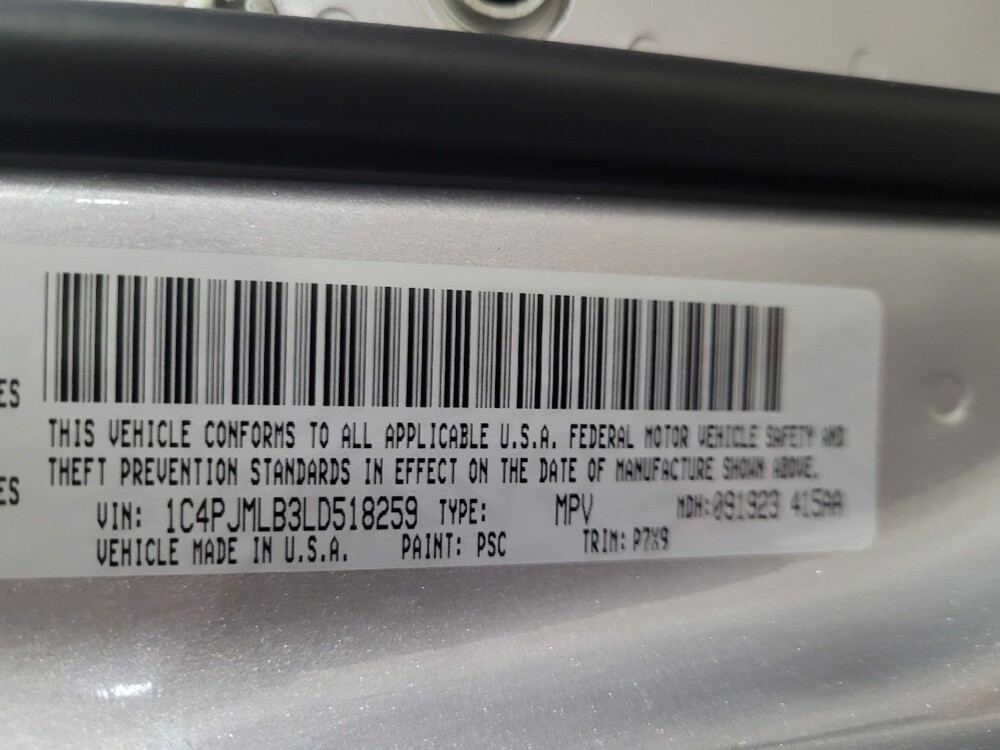 ES
THIS VEHICLE CONFORMS TO ALL APPLICABLE U.S.A. FEDERAL MOTOR VEHICLE SAFETY AND
THEFT PREVENTION STANDARDS IN EFFECT ON THE DATE OF MANUFACTURE SHOWN ABOVE.
ES
VIN: 1C4PJMLB3LD518259 TYPE: MPV MDH:091923 415AA
VEHICLE MADE IN U.S.A. PAINT: PSC TRIM: P7X9